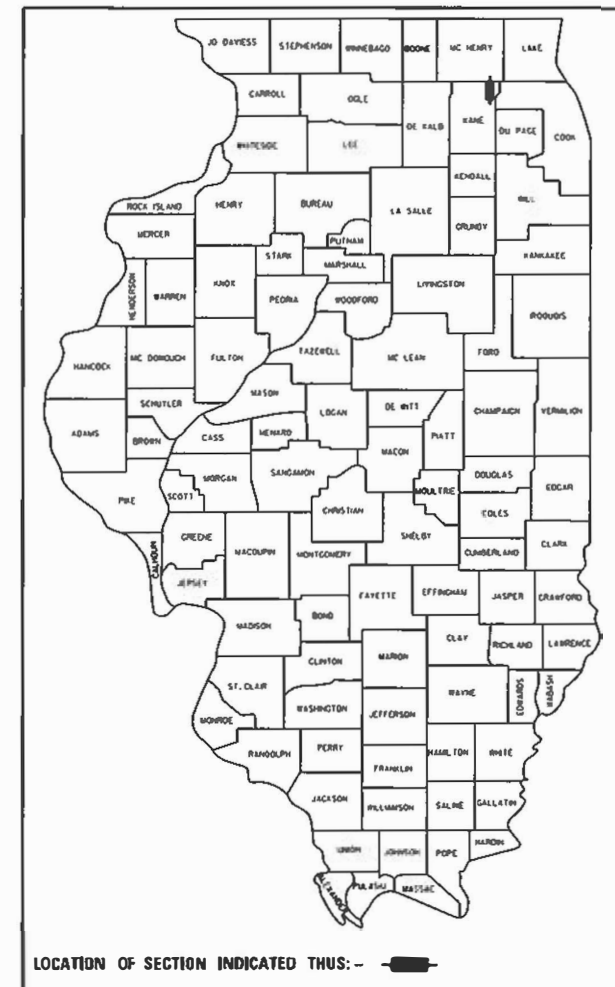 JO DAVIESS STEPHENSON WINNEBAGO BOONE MC HENRY LAKE
CARROLL OGLE DE KALB KANE DU PAGE COOK
WHITESIDE LEE
KENDALL WILL
ROCK ISLAND HENRY BUREAU LA SALLE GRUNDY
MERCER PUTNAM KANKAKEE
STARK MARSHALL
HENDERSON WARREN KNOX PEORIA WOODFORD LIVINGSTON IROQUOIS
HANCOCK MC DONOUGH FULTON TAZEWELL MC LEAN FORD
MASON
SCHUYLER LOGAN DE WITT CHAMPAIGN VERMILION
ADAMS BROWN CASS MENARD MACON PIATT
PIKE SCOTT MORGAN SANGAMON MOULTRIE DOUGLAS EDGAR
CHRISTIAN COLES
CALHOUN GREENE MACOUPIN MONTGOMERY SHELBY CUMBERLAND CLARK
JERSEY
FAYETTE EFFINGHAM JASPER CRAWFORD
MADISON BOND
CLAY RICHLAND LAWRENCE
CLINTON MARION
ST. CLAIR WAYNE EDWARDS WABASH
WASHINGTON JEFFERSON
MONROE
RANDOLPH PERRY HAMILTON WHITE
FRANKLIN
JACKSON WILLIAMSON SALINE GALLATIN
UNION JOHNSON POPE HARDIN
ALEXANDER PULASKI MASSAC
LOCATION OF SECTION INDICATED THUS:-